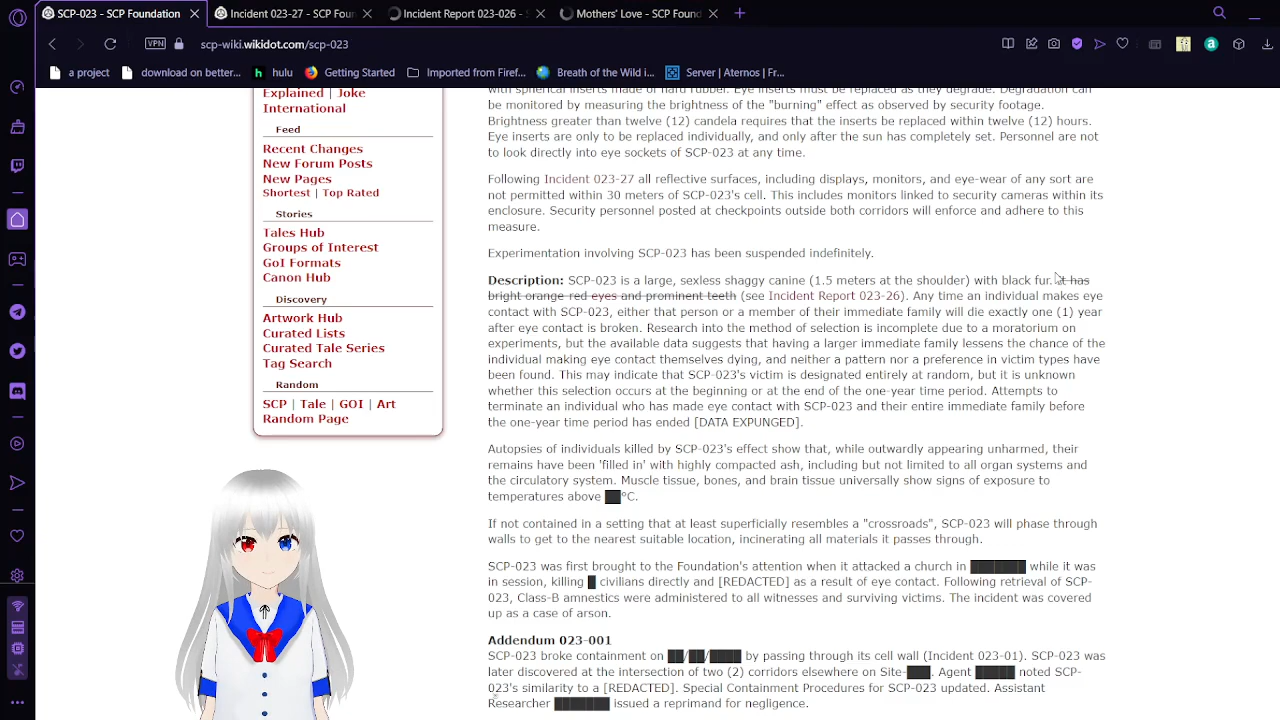 SCP-023 - SCP Foundation
Incident 023-27 - SCP Foun
Incident Report 023-026 -
Mothers' Love - SCP Found
VPN
scp-wiki.wikidot.com/scp-023
a project
download on better...
hulu
Getting Started
Imported from Firef...
Breath of the Wild i...
Server | Aternos | Fr...
Explained | Joke
International
Feed
Recent Changes
New Forum Posts
New Pages
Shortest | Top Rated
Stories
Tales Hub
Groups of Interest
GoI Formats
Canon Hub
Discovery
Artwork Hub
Curated Lists
Curated Tale Series
Tag Search
Random
SCP | Tale | GOI | Art
Random Page
with spherical inserts made of hard rubber. Eye inserts must be replaced as they degrade. Degradation can
be monitored by measuring the brightness of the "burning" effect as observed by security footage.
Brightness greater than twelve (12) candela requires that the inserts be replaced within twelve (12) hours.
Eye inserts are only to be replaced individually, and only after the sun has completely set. Personnel are not
to look directly into eye sockets of SCP-023 at any time.
Following Incident 023-27 all reflective surfaces, including displays, monitors, and eye-wear of any sort are
not permitted within 30 meters of SCP-023's cell. This includes monitors linked to security cameras within its
enclosure. Security personnel posted at checkpoints outside both corridors will enforce and adhere to this
measure.
Experimentation involving SCP-023 has been suspended indefinitely.
Description: SCP-023 is a large, sexless shaggy canine (1.5 meters at the shoulder) with black fur. It has
bright orange red eyes and prominent teeth (see Incident Report 023-26). Any time an individual makes eye
contact with SCP-023, either that person or a member of their immediate family will die exactly one (1) year
after eye contact is broken. Research into the method of selection is incomplete due to a moratorium on
experiments, but the available data suggests that having a larger immediate family lessens the chance of the
individual making eye contact themselves dying, and neither a pattern nor a preference in victim types have
been found. This may indicate that SCP-023's victim is designated entirely at random, but it is unknown
whether this selection occurs at the beginning or at the end of the one-year time period. Attempts to
terminate an individual who has made eye contact with SCP-023 and their entire immediate family before
the one-year time period has ended [DATA EXPUNGED].
Autopsies of individuals killed by SCP-023's effect show that, while outwardly appearing unharmed, their
remains have been 'filled in' with highly compacted ash, including but not limited to all organ systems and
the circulatory system. Muscle tissue, bones, and brain tissue universally show signs of exposure to
temperatures above ██°C.
If not contained in a setting that at least superficially resembles a "crossroads", SCP-023 will phase through
walls to get to the nearest suitable location, incinerating all materials it passes through.
SCP-023 was first brought to the Foundation's attention when it attacked a church in ███████ while it was
in session, killing █ civilians directly and [REDACTED] as a result of eye contact. Following retrieval of SCP-
023, Class-B amnestics were administered to all witnesses and surviving victims. The incident was covered
up as a case of arson.
Addendum 023-001
SCP-023 broke containment on ██/██/████ by passing through its cell wall (Incident 023-01). SCP-023 was
later discovered at the intersection of two (2) corridors elsewhere on Site-███. Agent █████ noted SCP-
023's similarity to a [REDACTED]. Special Containment Procedures for SCP-023 updated. Assistant
Researcher ███████ issued a reprimand for negligence.